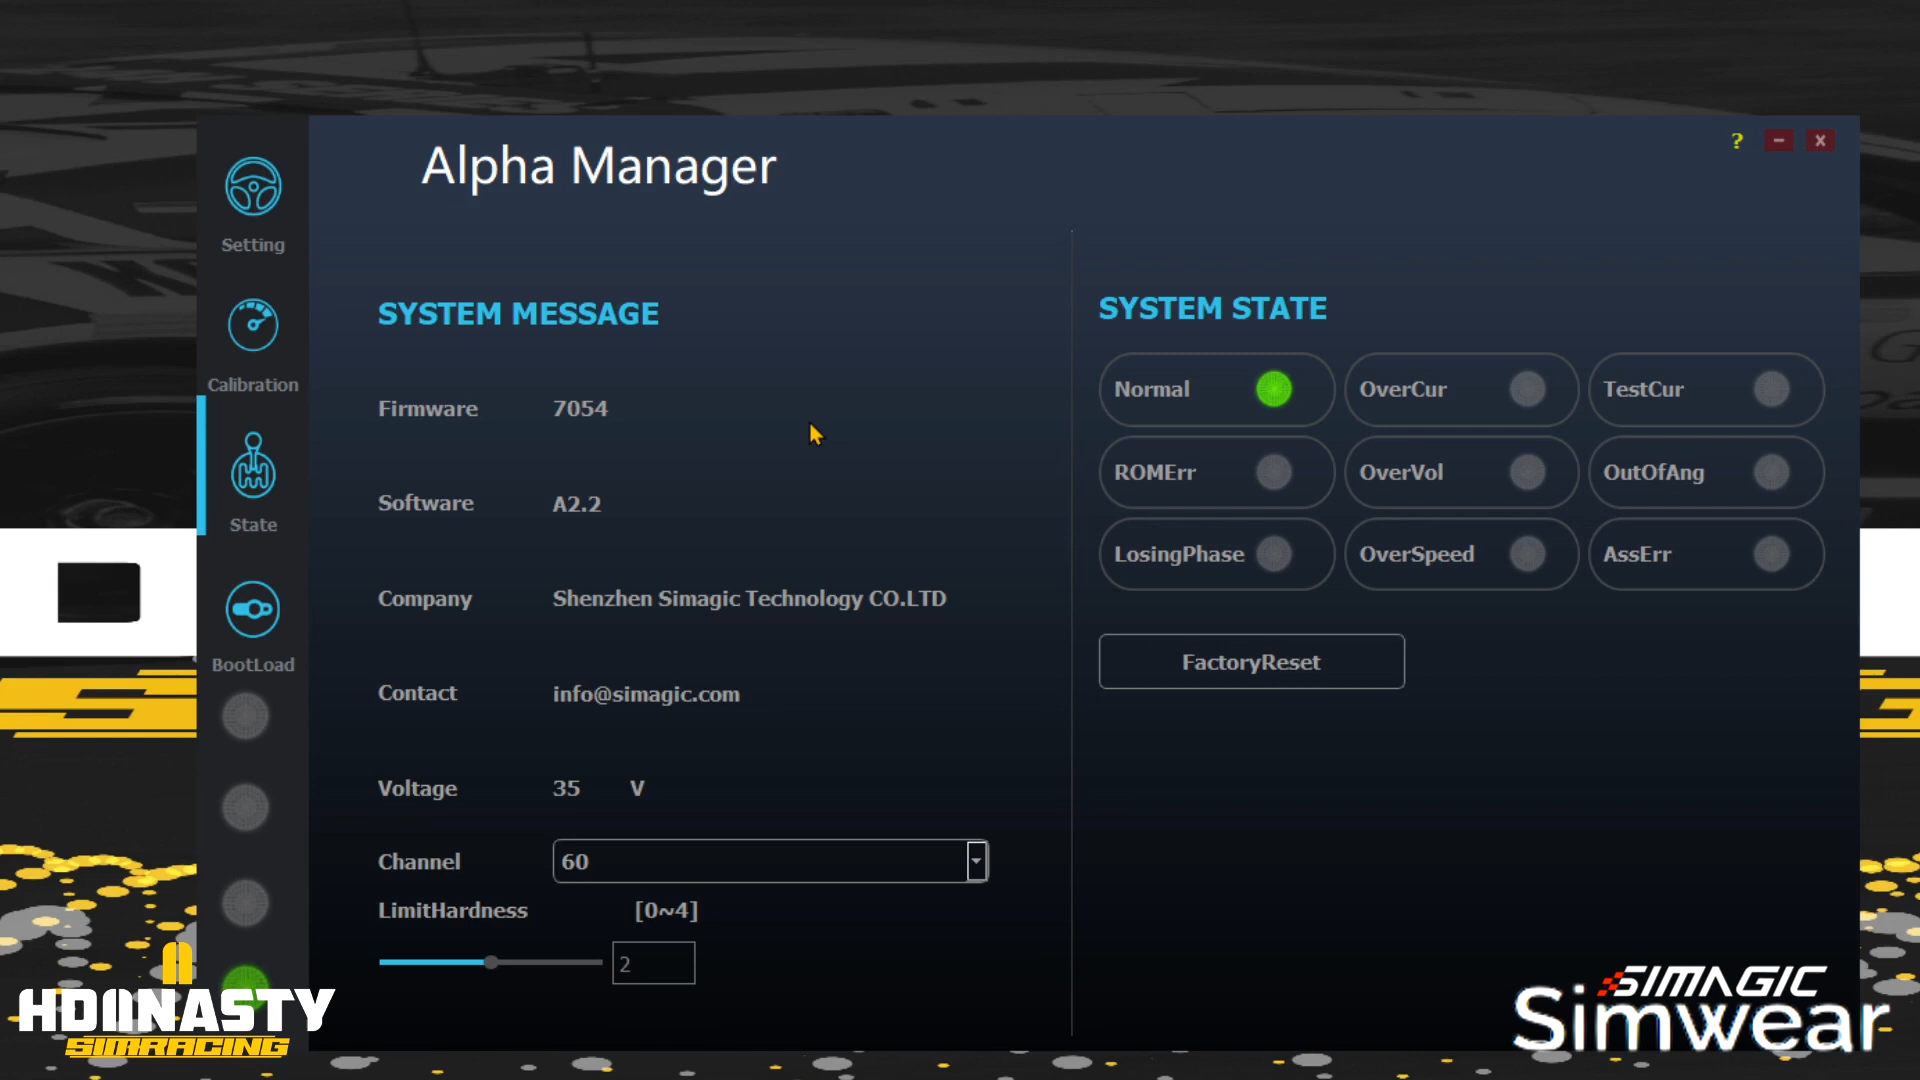 Alpha Manager
?
Setting
Calibration
State
BootLoad
SYSTEM MESSAGE
Firmware 7054
Software A2.2
Company Shenzhen Simagic Technology CO.LTD
Contact info@simagic.com
Voltage 35 V
Channel 60
LimitHardness [0~4]
2
SYSTEM STATE
Normal OverCur TestCur
ROMErr OverVol OutOfAng
LosingPhase OverSpeed AssErr
FactoryReset
HDINASTY
SIMRACING
SIMAGIC
Simwear